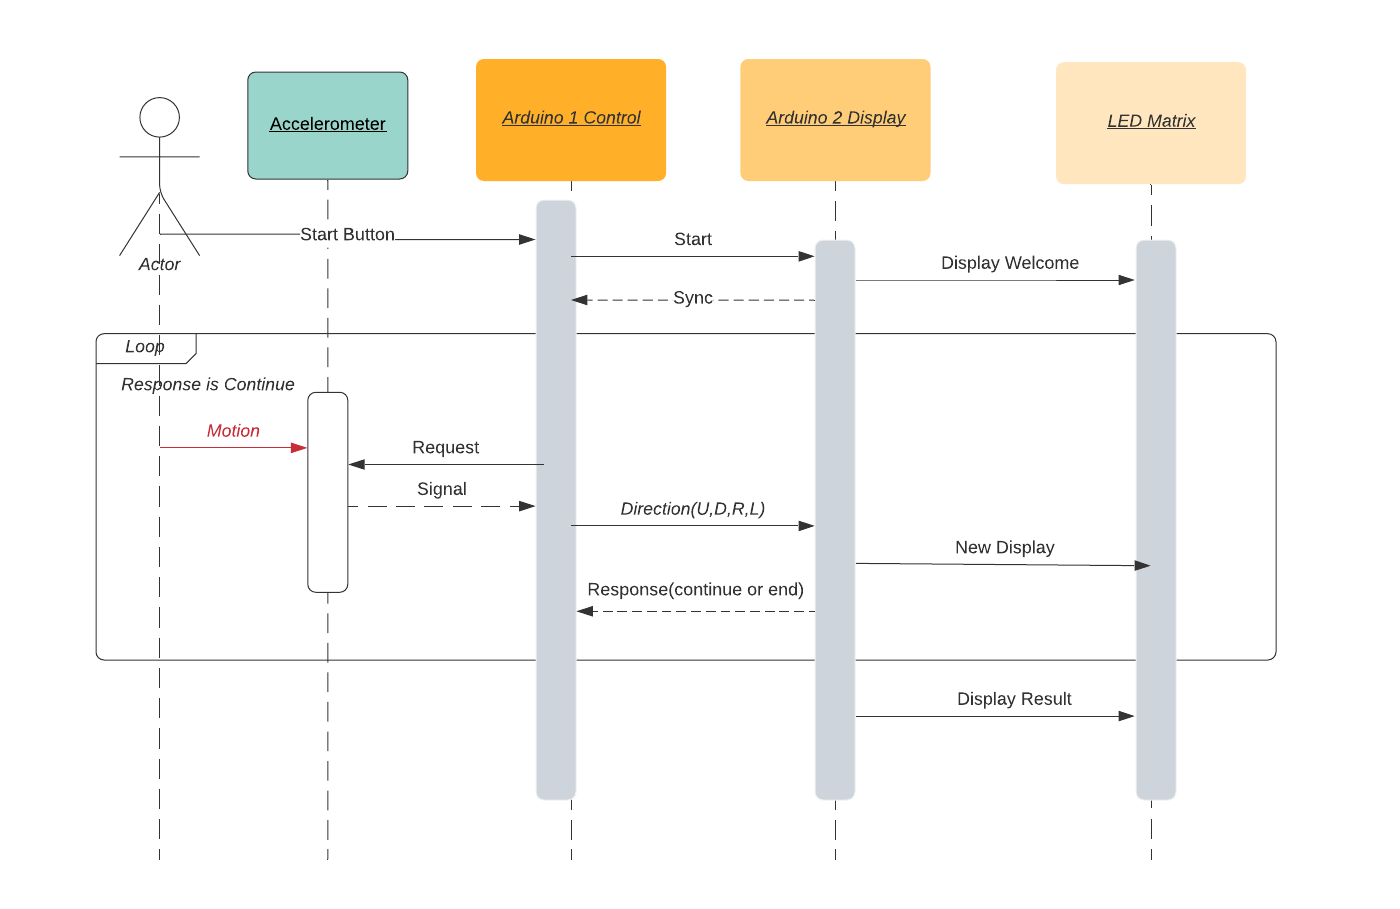 Accelerometer
Arduino 1 Control
Arduino 2 Display
LED Matrix
Start Button
Start
Actor
Display Welcome
Sync
Loop
Response is Continue
Motion
Request
Signal
Direction(U,D,R,L)
New Display
Response(continue or end)
Display Result